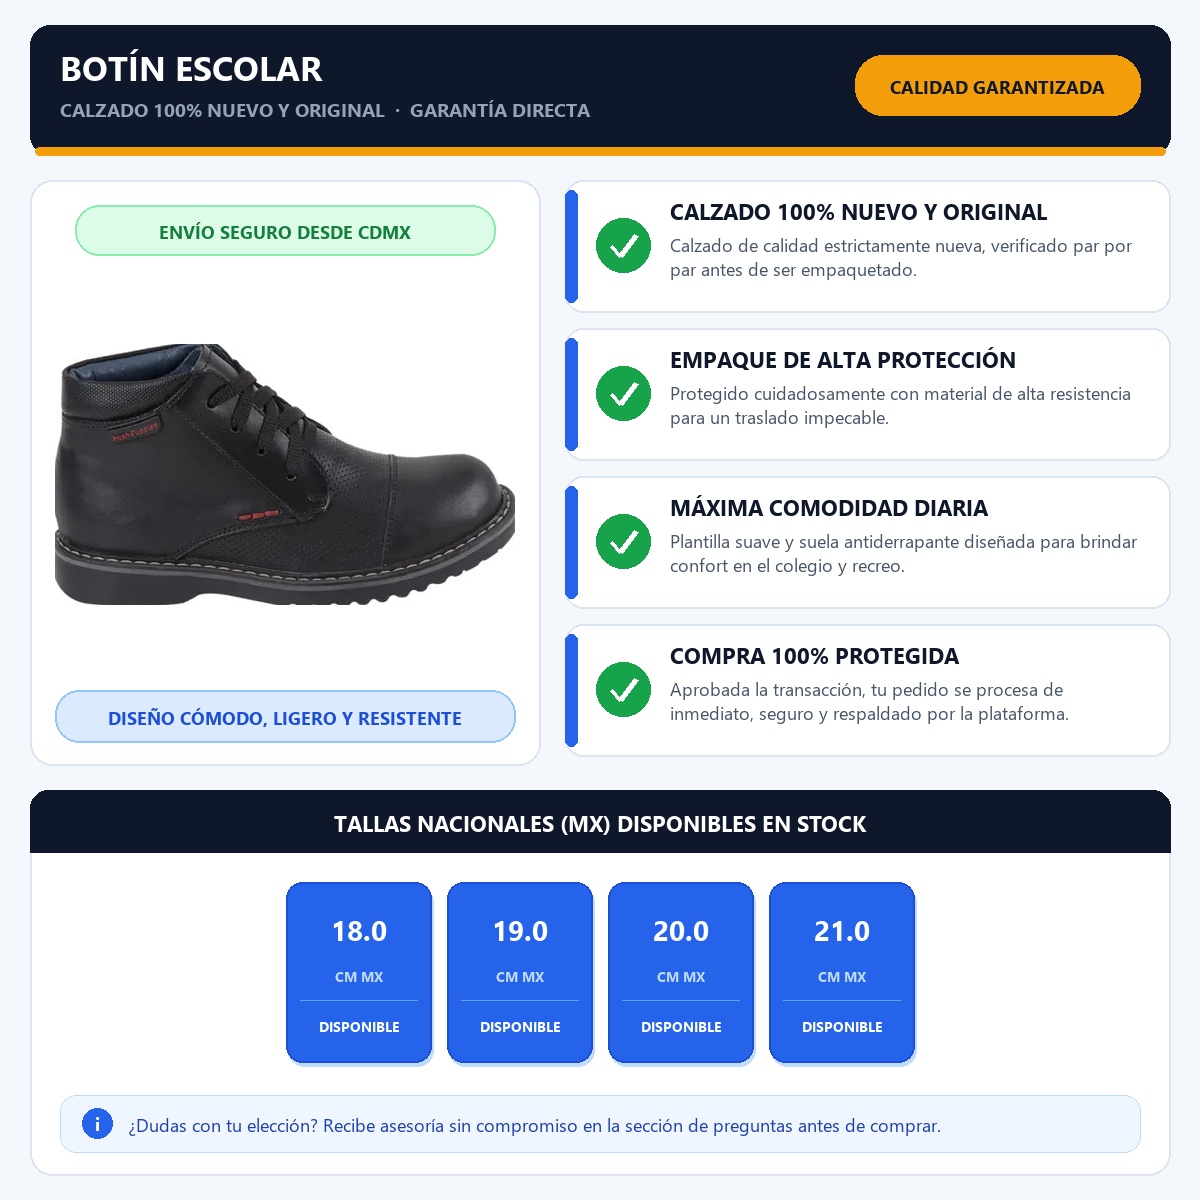 BOTÍN ESCOLAR
CALZADO 100% NUEVO Y ORIGINAL · GARANTÍA DIRECTA
CALIDAD GARANTIZADA
ENVÍO SEGURO DESDE CDMX
Hush Puppies
DISEÑO CÓMODO, LIGERO Y RESISTENTE
CALZADO 100% NUEVO Y ORIGINAL
Calzado de calidad estrictamente nueva, verificado par por
par antes de ser empaquetado.
EMPAQUE DE ALTA PROTECCIÓN
Protegido cuidadosamente con material de alta resistencia
para un traslado impecable.
MÁXIMA COMODIDAD DIARIA
Plantilla suave y suela antiderrapante diseñada para brindar
confort en el colegio y recreo.
COMPRA 100% PROTEGIDA
Aprobada la transacción, tu pedido se procesa de
inmediato, seguro y respaldado por la plataforma.
TALLAS NACIONALES (MX) DISPONIBLES EN STOCK
18.0
CM MX
DISPONIBLE
19.0
CM MX
DISPONIBLE
20.0
CM MX
DISPONIBLE
21.0
CM MX
DISPONIBLE
¿Dudas con tu elección? Recibe asesoría sin compromiso en la sección de preguntas antes de comprar.